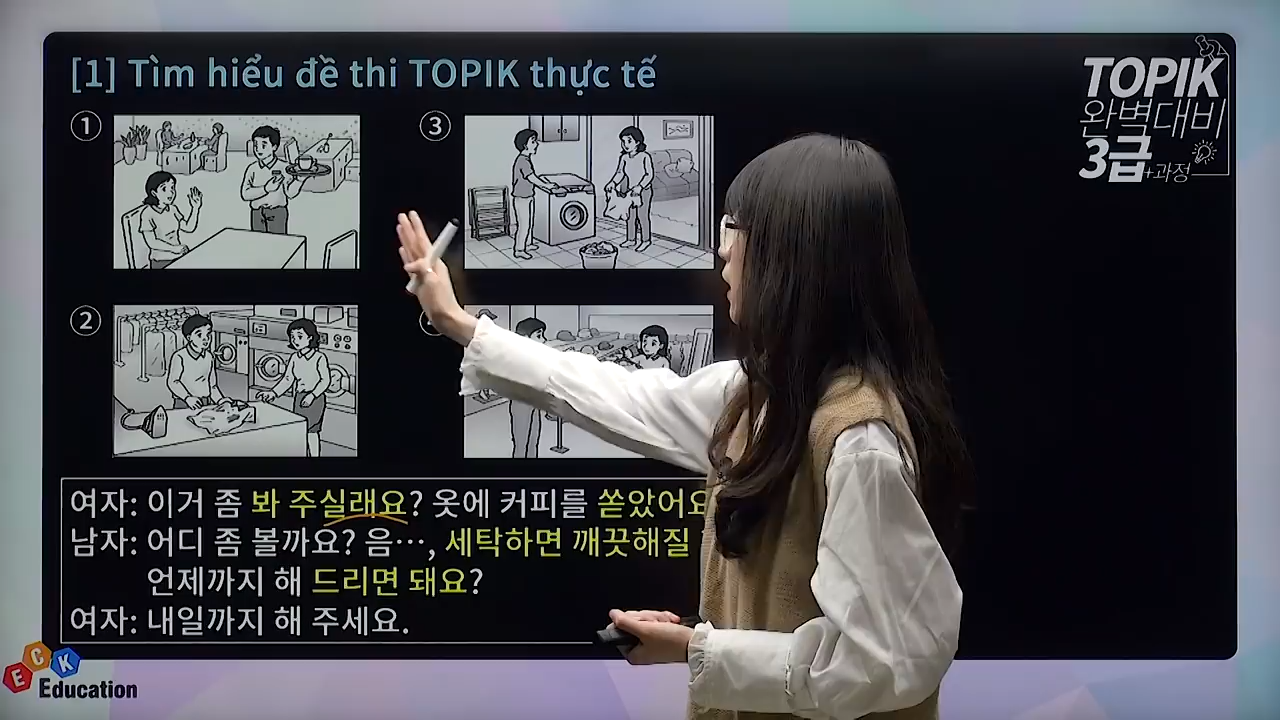 [1] Tìm hiểu đề thi TOPIK thực tế
TOPIK
완벽대비
3급+과정
①
③
②
여자: 이거 좀 봐 주실래요? 옷에 커피를 쏟았어요
남자: 어디 좀 볼까요? 음…, 세탁하면 깨끗해질
언제까지 해 드리면 돼요?
여자: 내일까지 해 주세요.
ECK
Education